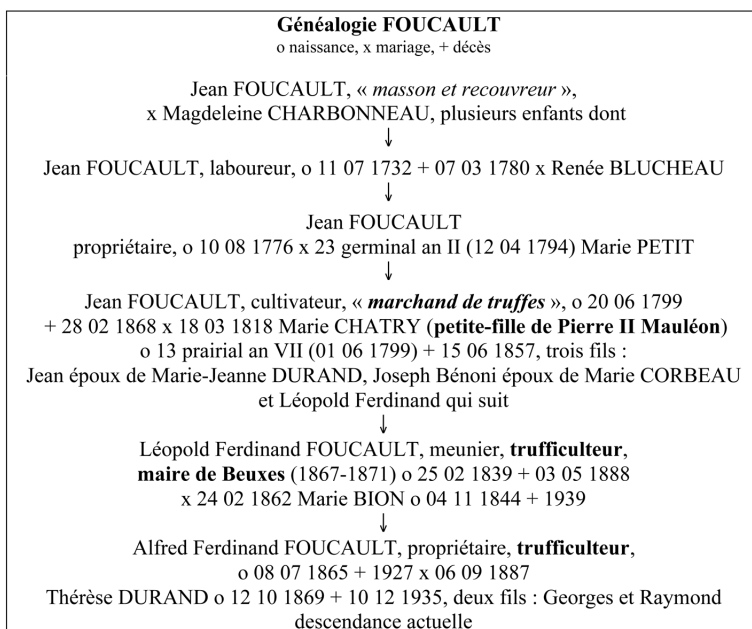 Généalogie FOUCAULT
o naissance, x mariage, + décès
Jean FOUCAULT, « masson et recouvreur »,
x Magdeleine CHARBONNEAU, plusieurs enfants dont
↓
Jean FOUCAULT, laboureur, o 11 07 1732 + 07 03 1780 x Renée BLUCHEAU
↓
Jean FOUCAULT
propriétaire, o 10 08 1776 x 23 germinal an II (12 04 1794) Marie PETIT
↓
Jean FOUCAULT, cultivateur, « marchand de truffes », o 20 06 1799
+ 28 02 1868 x 18 03 1818 Marie CHATRY (petite-fille de Pierre II Mauléon)
o 13 prairial an VII (01 06 1799) + 15 06 1857, trois fils :
Jean époux de Marie-Jeanne DURAND, Joseph Bénoni époux de Marie CORBEAU
et Léopold Ferdinand qui suit
↓
Léopold Ferdinand FOUCAULT, meunier, trufficulteur,
maire de Beuxes (1867-1871) o 25 02 1839 + 03 05 1888
x 24 02 1862 Marie BION o 04 11 1844 + 1939
↓
Alfred Ferdinand FOUCAULT, propriétaire, trufficulteur,
o 08 07 1865 + 1927 x 06 09 1887
Thérèse DURAND o 12 10 1869 + 10 12 1935, deux fils : Georges et Raymond
descendance actuelle